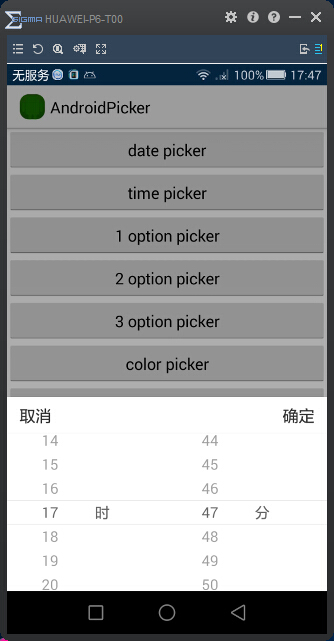 SIGMA HUAWEI-P6-T00
无服务 100% 17:47
AndroidPicker
date picker
time picker
1 option picker
2 option picker
3 option picker
color picker
取消 确定
14 44
15 45
16 46
17 时 47 分
18 48
19 49
20 50